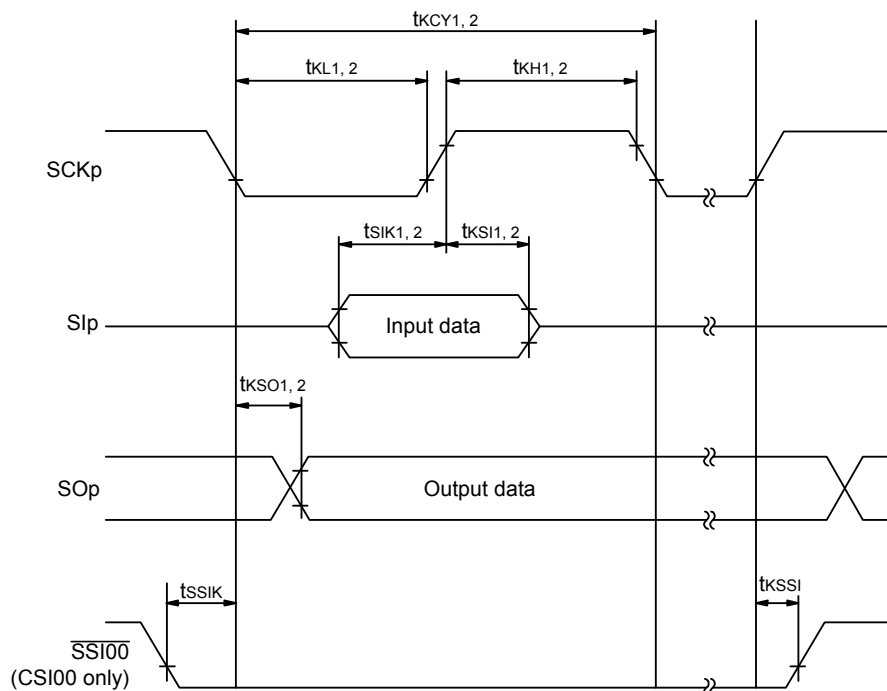 tKCY1, 2
tKL1, 2
tKH1, 2
SCKp
tSIK1, 2
tKSI1, 2
SIp
Input data
tKSO1, 2
SOp
Output data
tSSIK
tKSSI
SSI00
(CSI00 only)